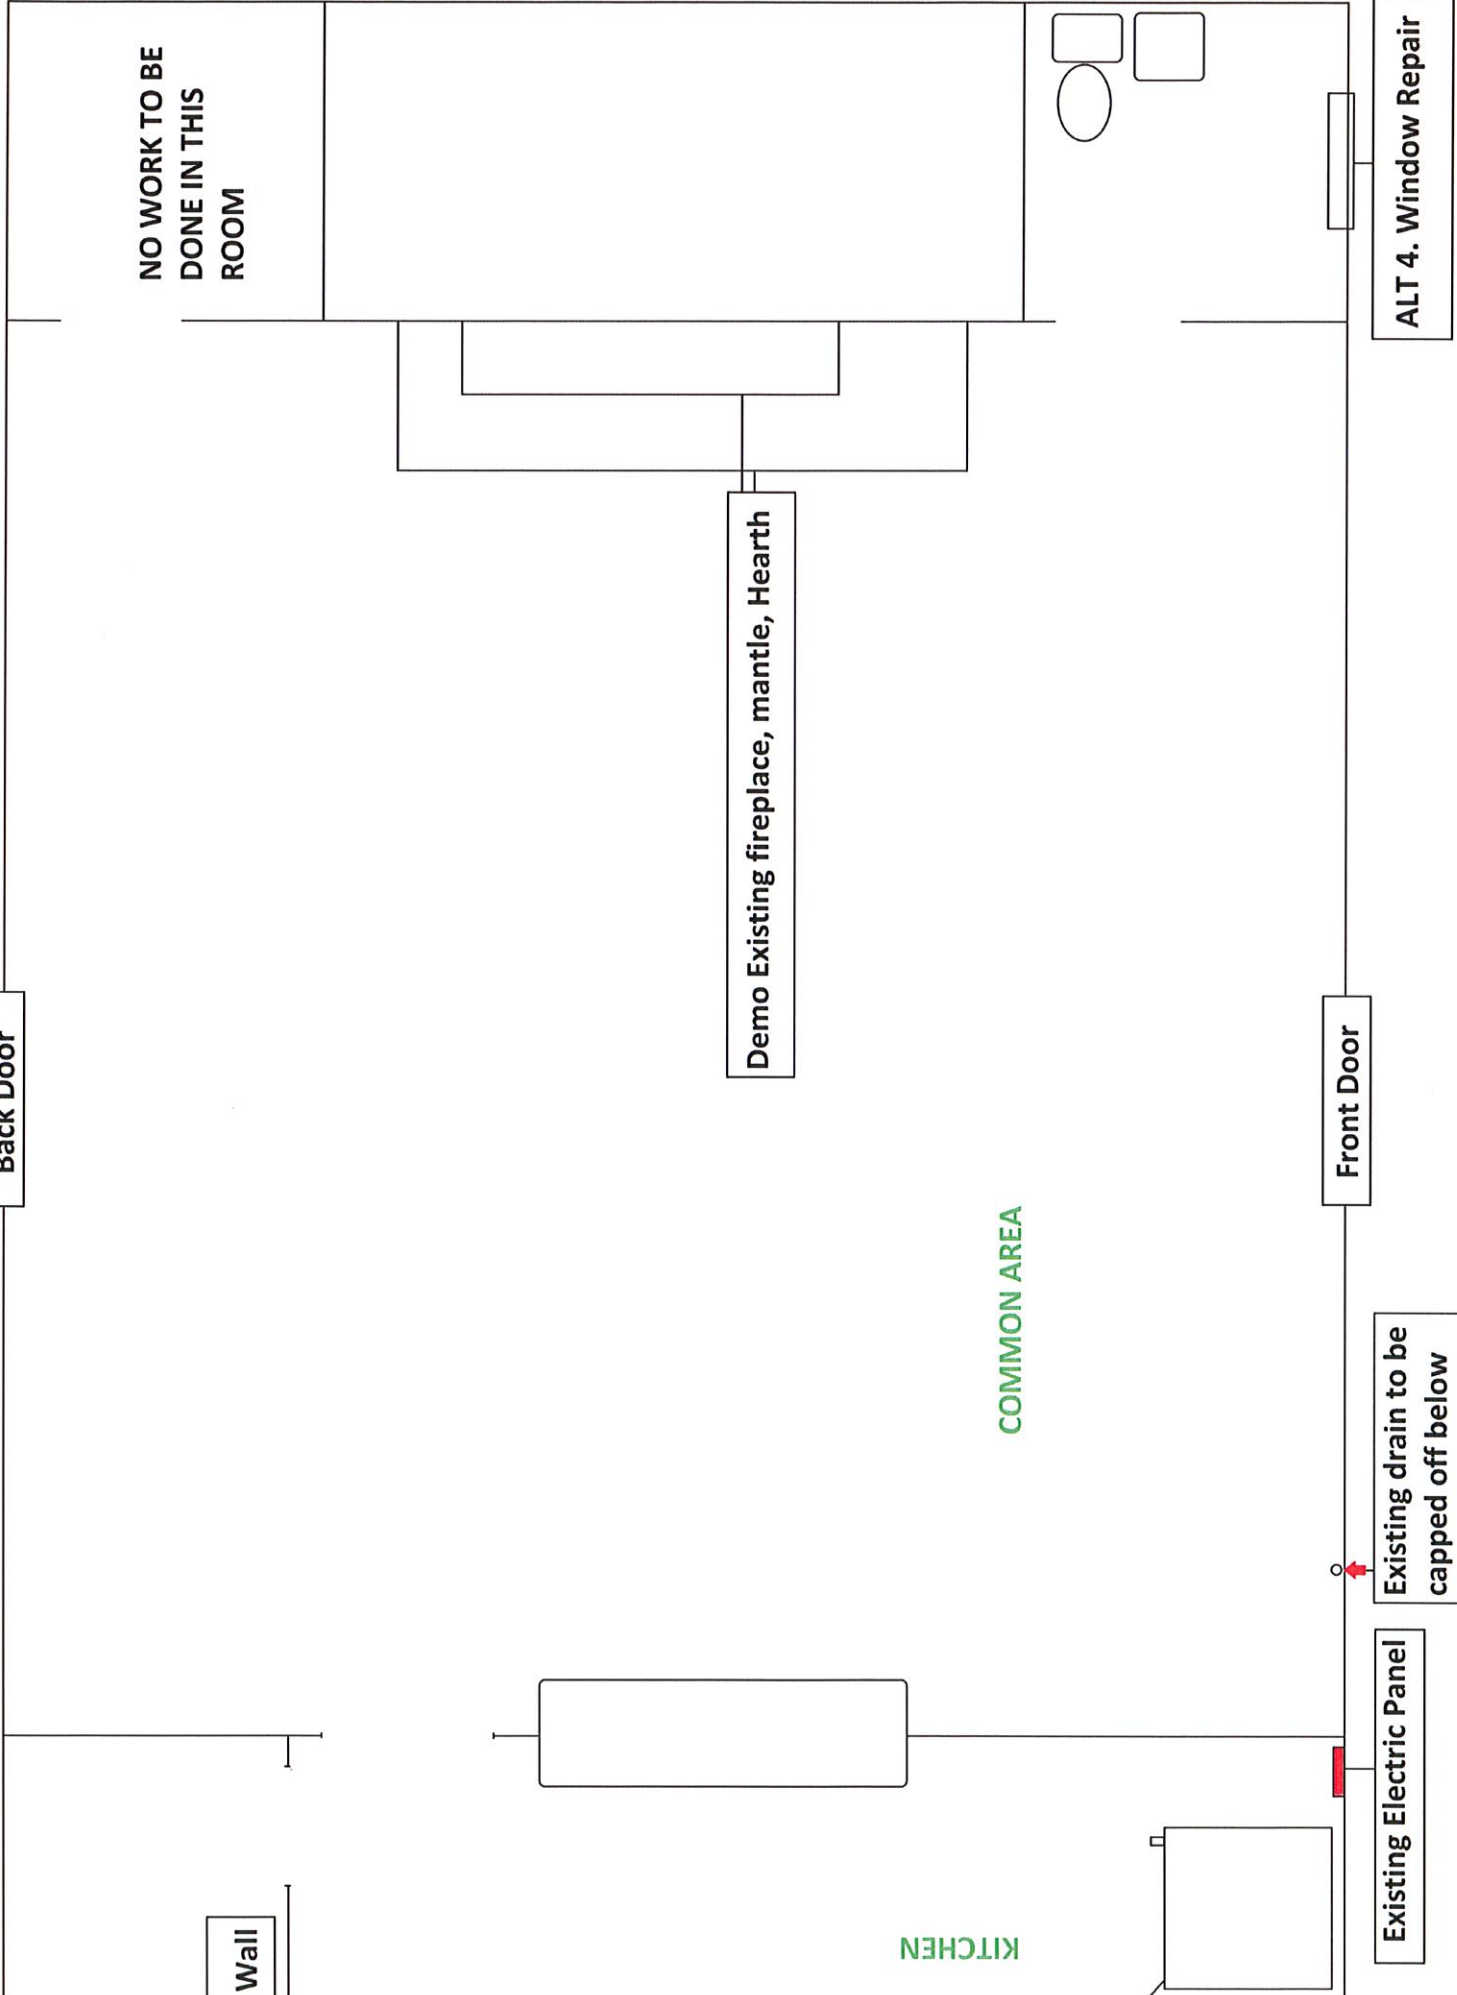 NO WORK TO BE
DONE IN THIS
ROOM
ALT 4. Window Repair
Demo Existing fireplace, mantle, Hearth
Back Door
Front Door
COMMON AREA
Existing drain to be
capped off below
Existing Electric Panel
KITCHEN
Wall